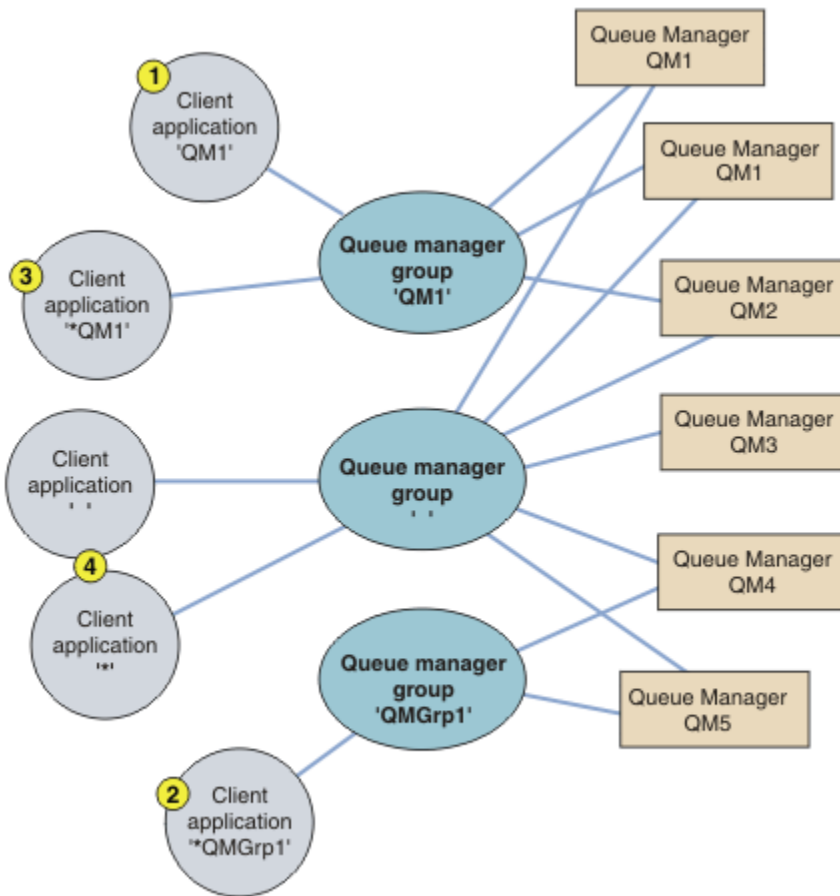 1
Client
application
'QM1'
3
Client
application
'*QM1'
Client
application
' '
4
Client
application
'*'
2
Client
application
'*QMGrp1'
Queue manager
group
'QM1'
Queue manager
group
' '
Queue manager
group
'QMGrp1'
Queue Manager
QM1
Queue Manager
QM1
Queue Manager
QM2
Queue Manager
QM3
Queue Manager
QM4
Queue Manager
QM5